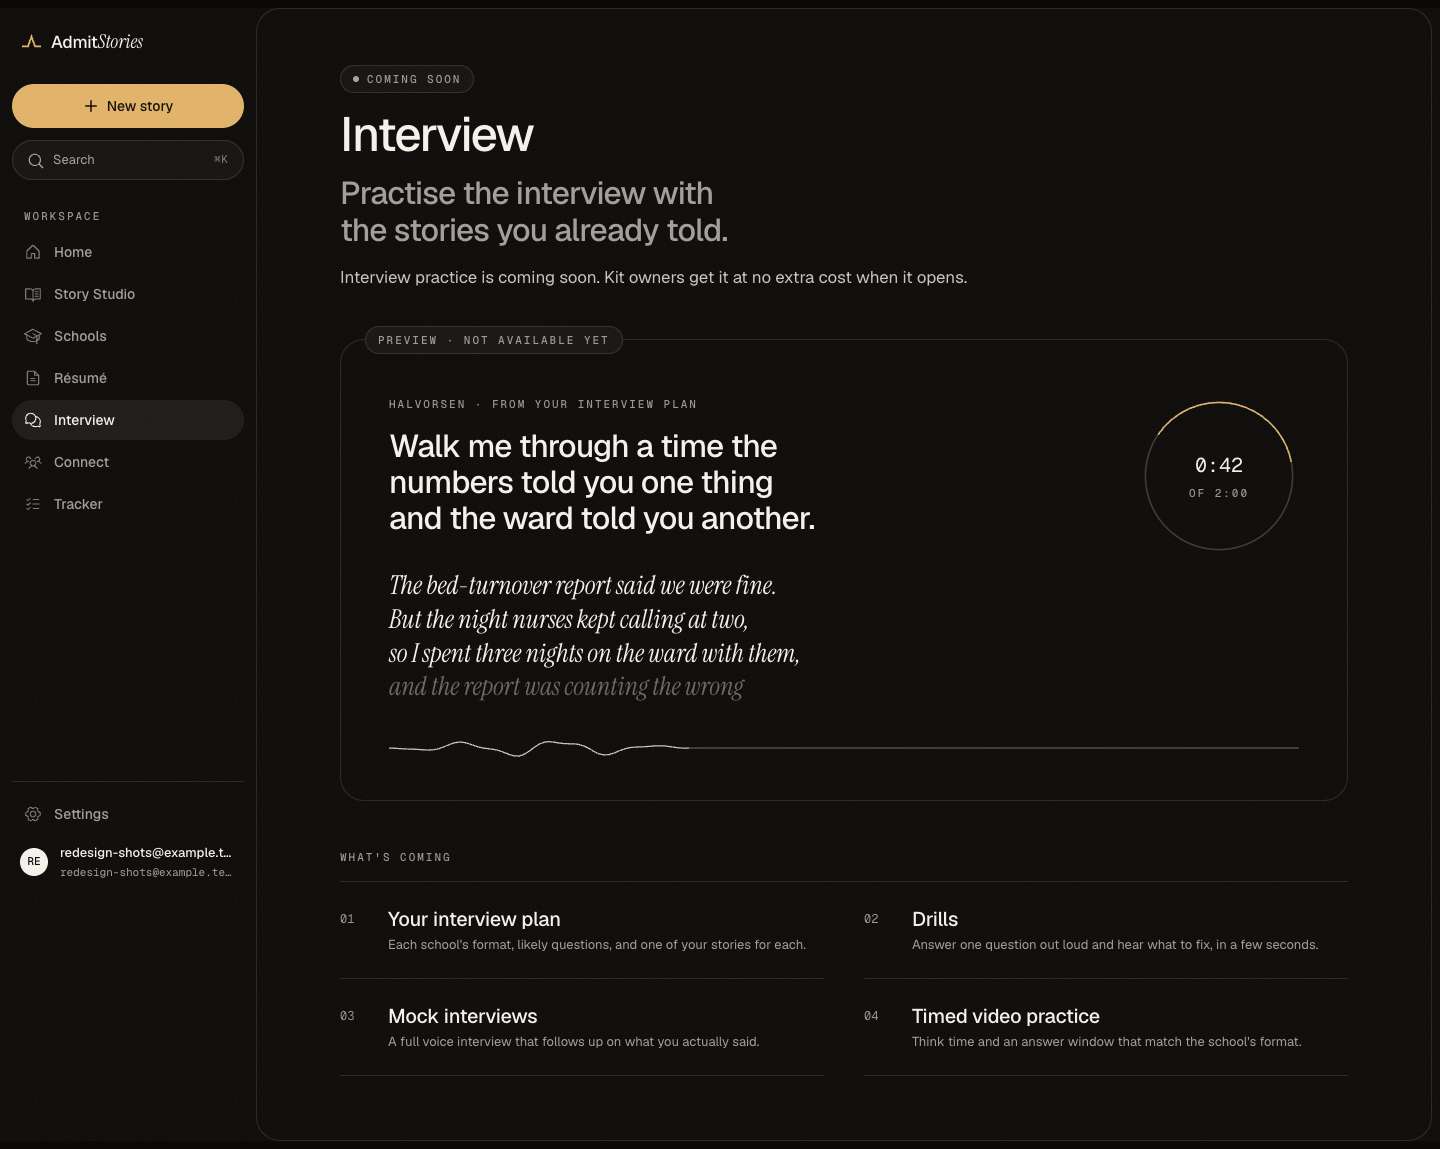 AdmitStories
New story
Search ⌘K
WORKSPACE
Home
Story Studio
Schools
Résumé
Interview
Connect
Tracker
Settings
RE
redesign-shots@example.t…
redesign-shots@example.te…
COMING SOON
Interview
Practise the interview with
the stories you already told.
Interview practice is coming soon. Kit owners get it at no extra cost when it opens.
PREVIEW · NOT AVAILABLE YET
HALVORSEN · FROM YOUR INTERVIEW PLAN
Walk me through a time the
numbers told you one thing
and the ward told you another.
0:42
OF 2:00
The bed-turnover report said we were fine.
But the night nurses kept calling at two,
so I spent three nights on the ward with them,
and the report was counting the wrong
WHAT'S COMING
01 Your interview plan
Each school's format, likely questions, and one of your stories for each.
02 Drills
Answer one question out loud and hear what to fix, in a few seconds.
03 Mock interviews
A full voice interview that follows up on what you actually said.
04 Timed video practice
Think time and an answer window that match the school's format.